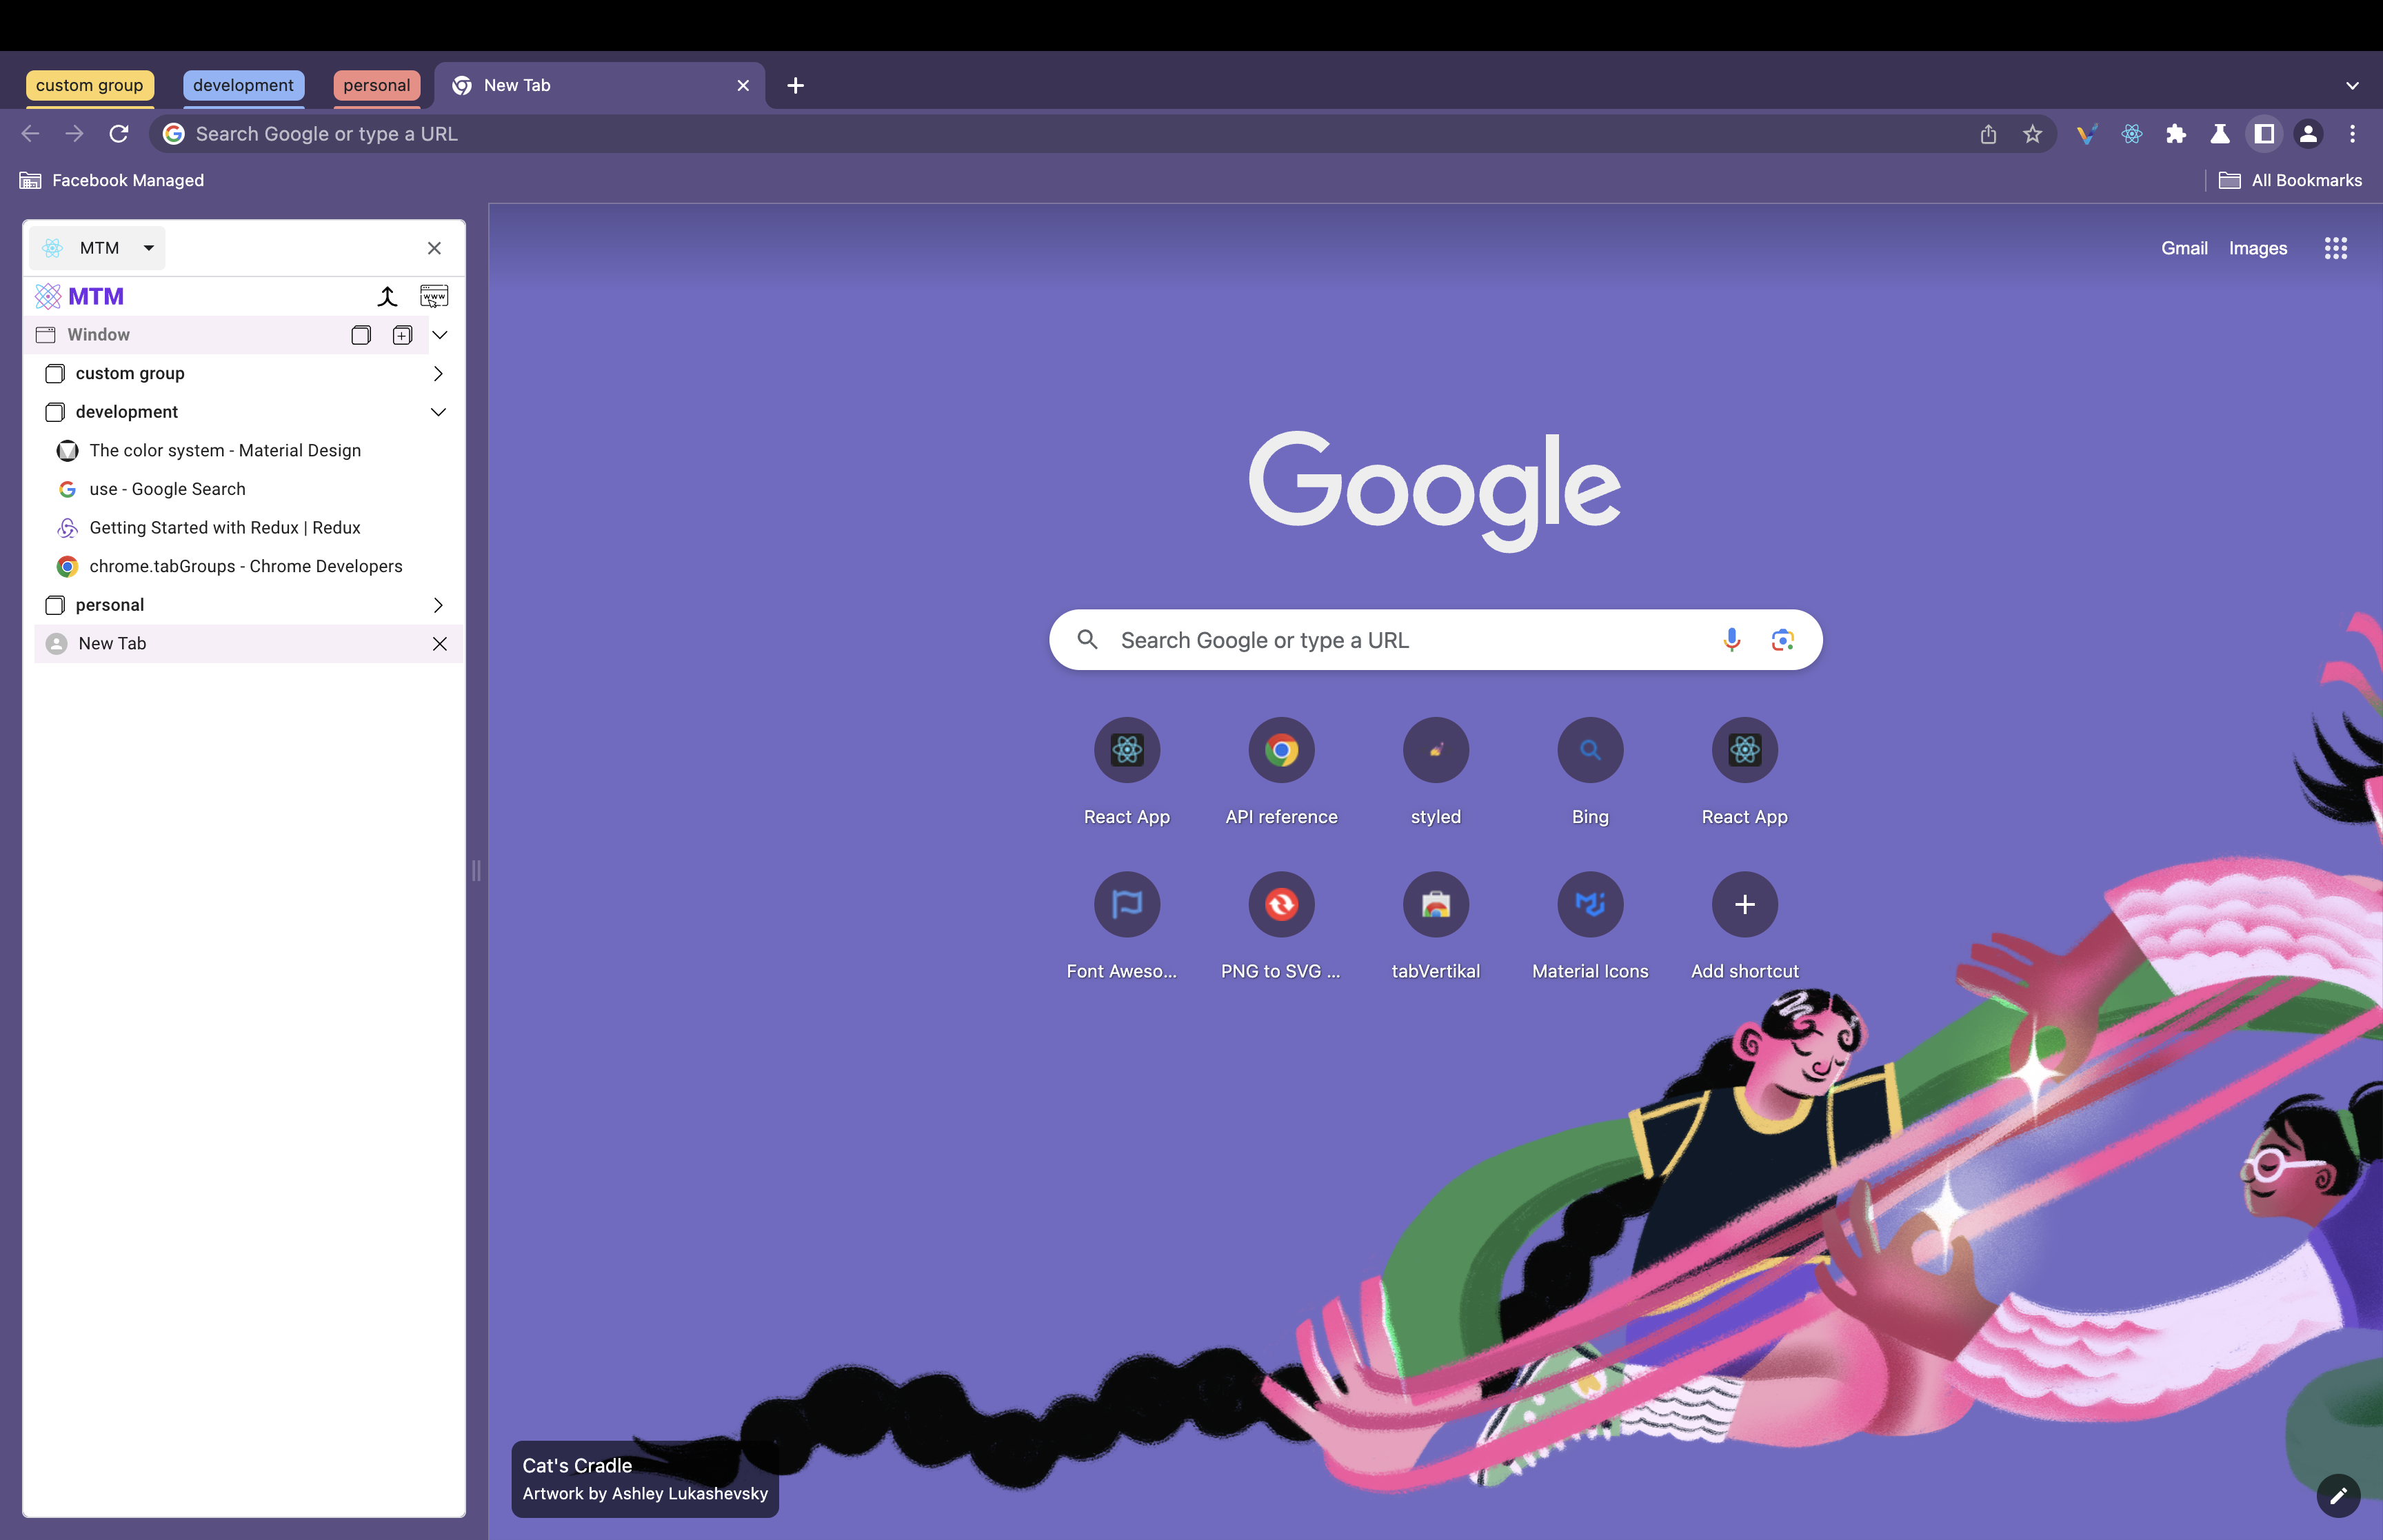 custom group
development
personal
New Tab
Search Google or type a URL
Facebook Managed
All Bookmarks
MTM
MTM
www
Window
custom group
development
The color system - Material Design
use - Google Search
Getting Started with Redux | Redux
chrome.tabGroups - Chrome Developers
personal
New Tab
Gmail
Images
Google
Search Google or type a URL
React App
API reference
styled
Bing
React App
Font Aweso...
PNG to SVG ...
tabVertikal
Material Icons
Add shortcut
Cat's Cradle
Artwork by Ashley Lukashevsky